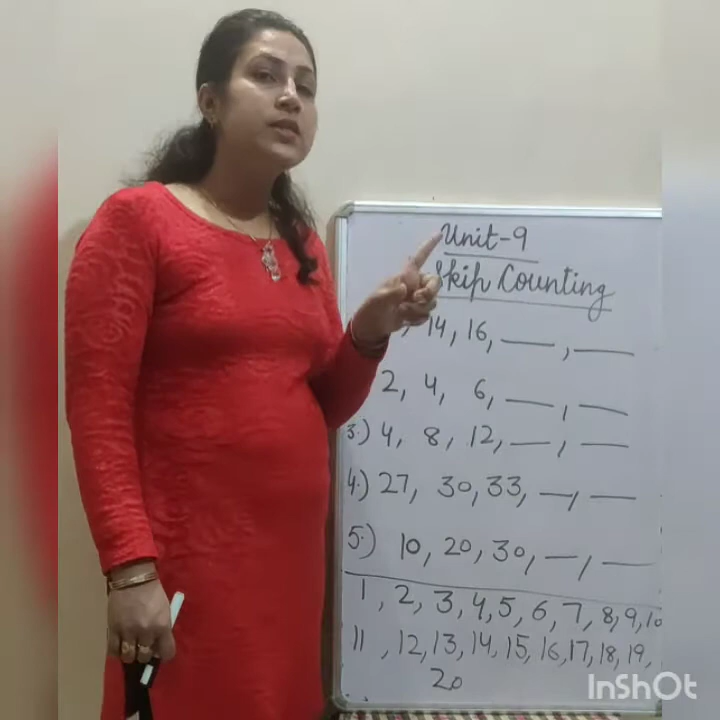 Unit-9
Skip Counting
14, 16, ___, ___
2, 4, 6, ___, ___
3.) 4, 8, 12, ___, ___
4.) 27, 30, 33, ___, ___
5.) 10, 20, 30, ___, ___
1, 2, 3, 4, 5, 6, 7, 8, 9, 10
11, 12, 13, 14, 15, 16, 17, 18, 19,
20
InShOt